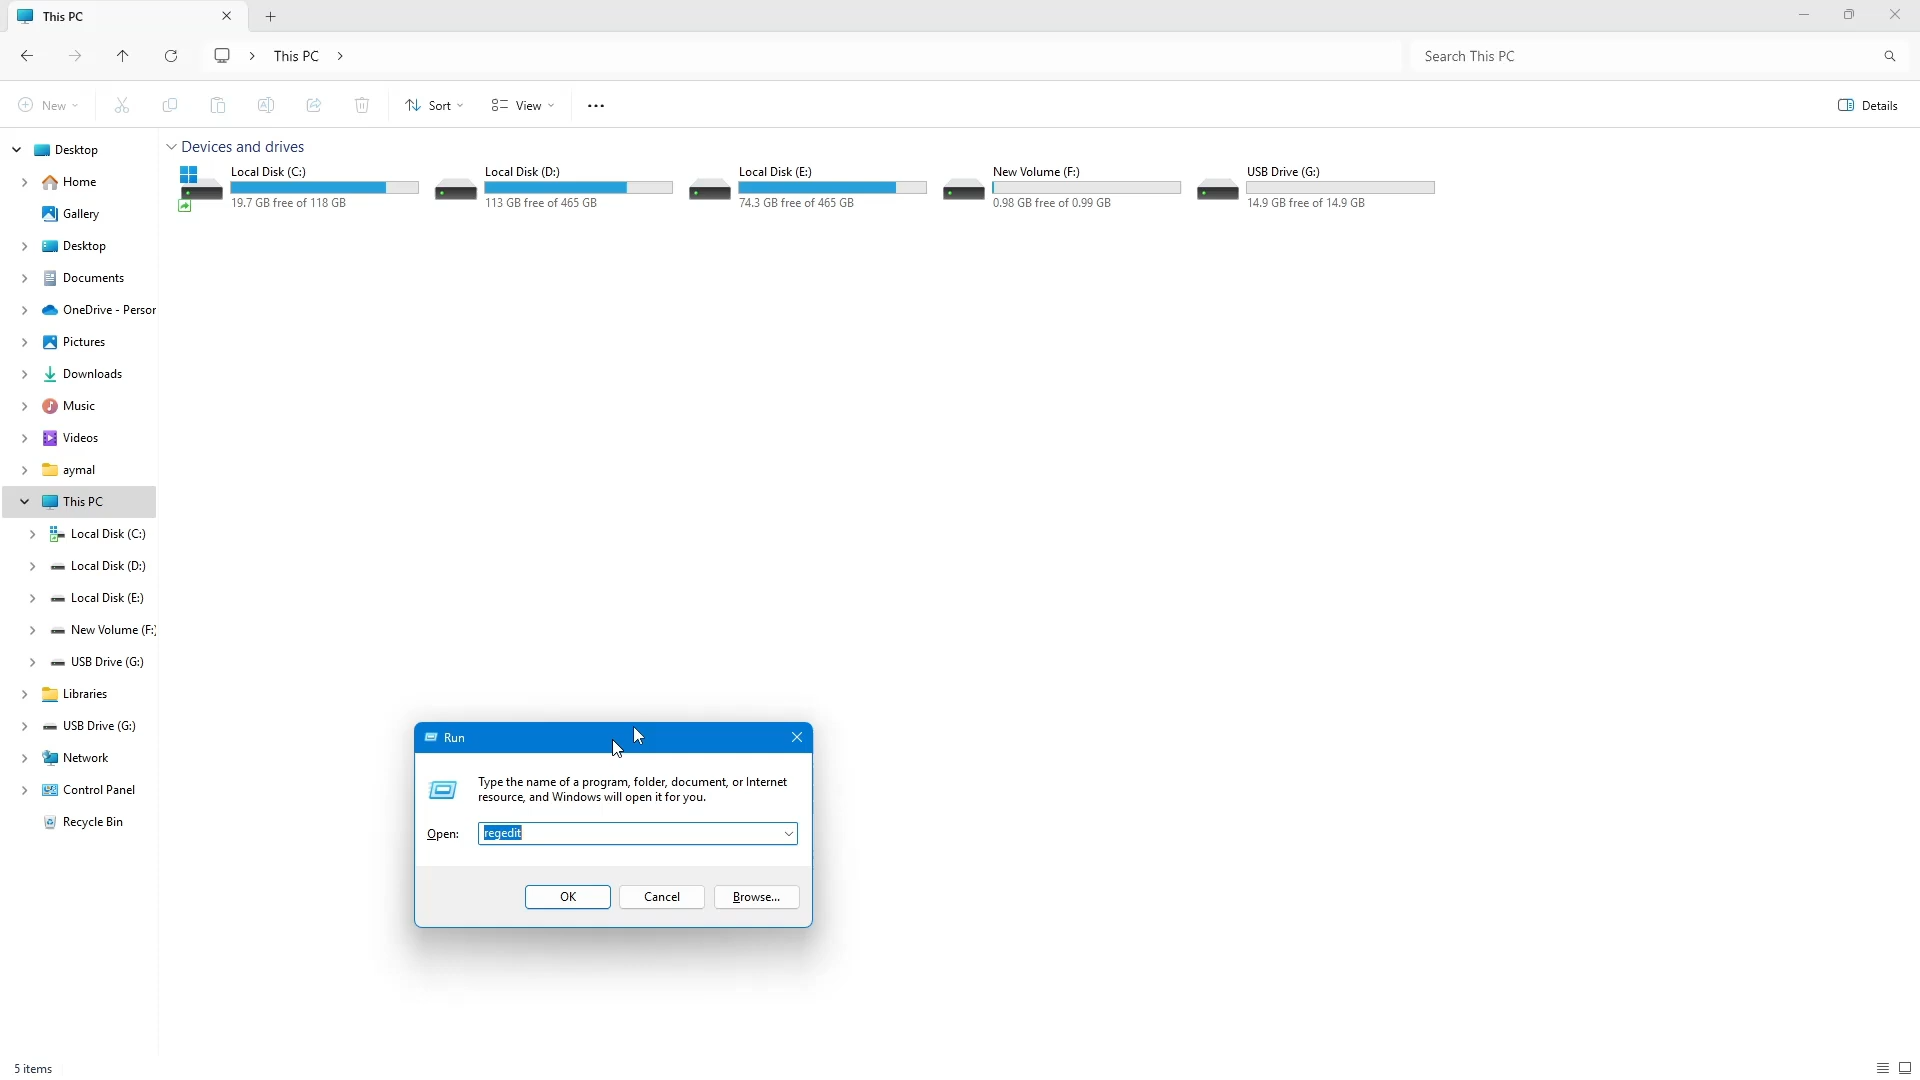 This PC
This PC
Search This PC
New
Sort
View
Details
Desktop
Home
Gallery
Desktop
Documents
OneDrive - Person
Pictures
Downloads
Music
Videos
aymal
This PC
Local Disk (C:)
Local Disk (D:)
Local Disk (E:)
New Volume (F:)
USB Drive (G:)
Libraries
USB Drive (G:)
Network
Control Panel
Recycle Bin
Devices and drives
Local Disk (C:)
19.7 GB free of 118 GB
Local Disk (D:)
113 GB free of 465 GB
Local Disk (E:)
74.3 GB free of 465 GB
New Volume (F:)
0.98 GB free of 0.99 GB
USB Drive (G:)
14.9 GB free of 14.9 GB
Run
Type the name of a program, folder, document, or Internet
resource, and Windows will open it for you.
Open: regedit
OK Cancel Browse...
5 items